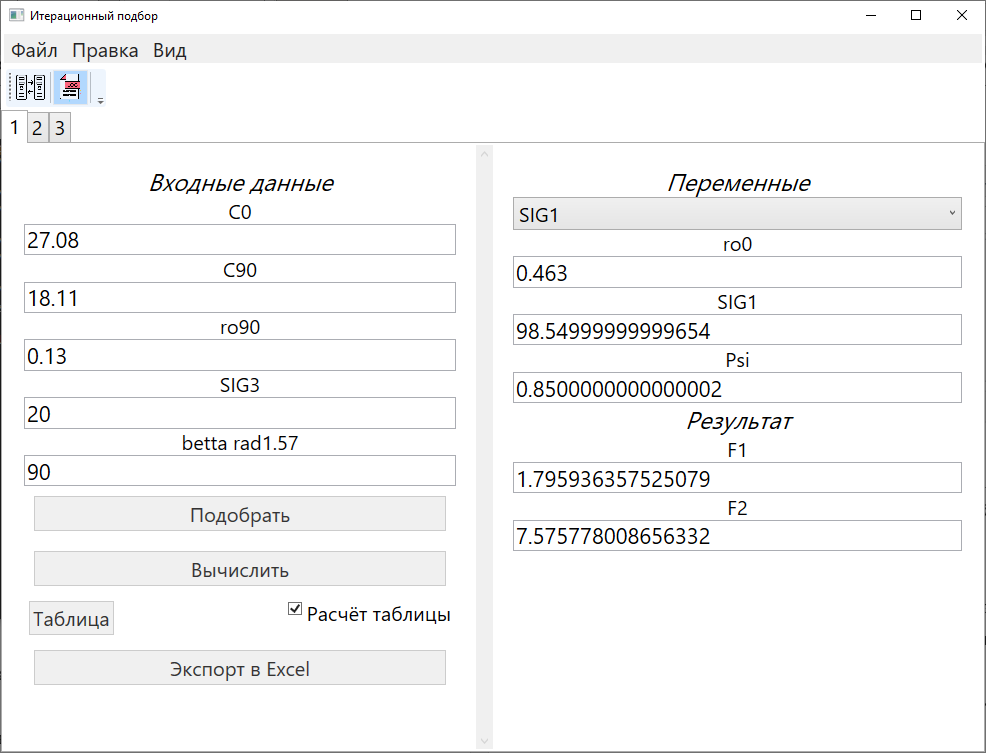 Итерационный подбор
Файл Правка Вид
1 2 3
Входные данные
C0
27.08
C90
18.11
ro90
0.13
SIG3
20
betta rad1.57
90
Подобрать
Вычислить
Таблица
Расчёт таблицы
Экспорт в Excel
Переменные
SIG1
ro0
0.463
SIG1
98.54999999999654
Psi
0.8500000000000002
Результат
F1
1.795936357525079
F2
7.575778008656332